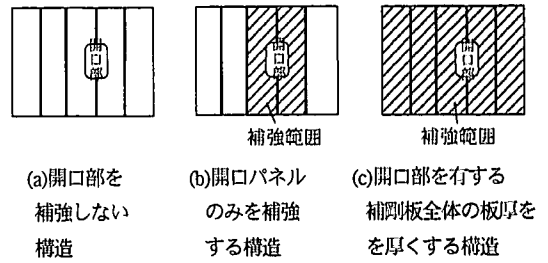 開口部
開口部
開口部
補強範囲
補強範囲
(a)開口部を
補強しない
構造
(b)開口パネル
のみを補強
する構造
(c)開口部を有する
補剛板全体の板厚を
を厚くする構造